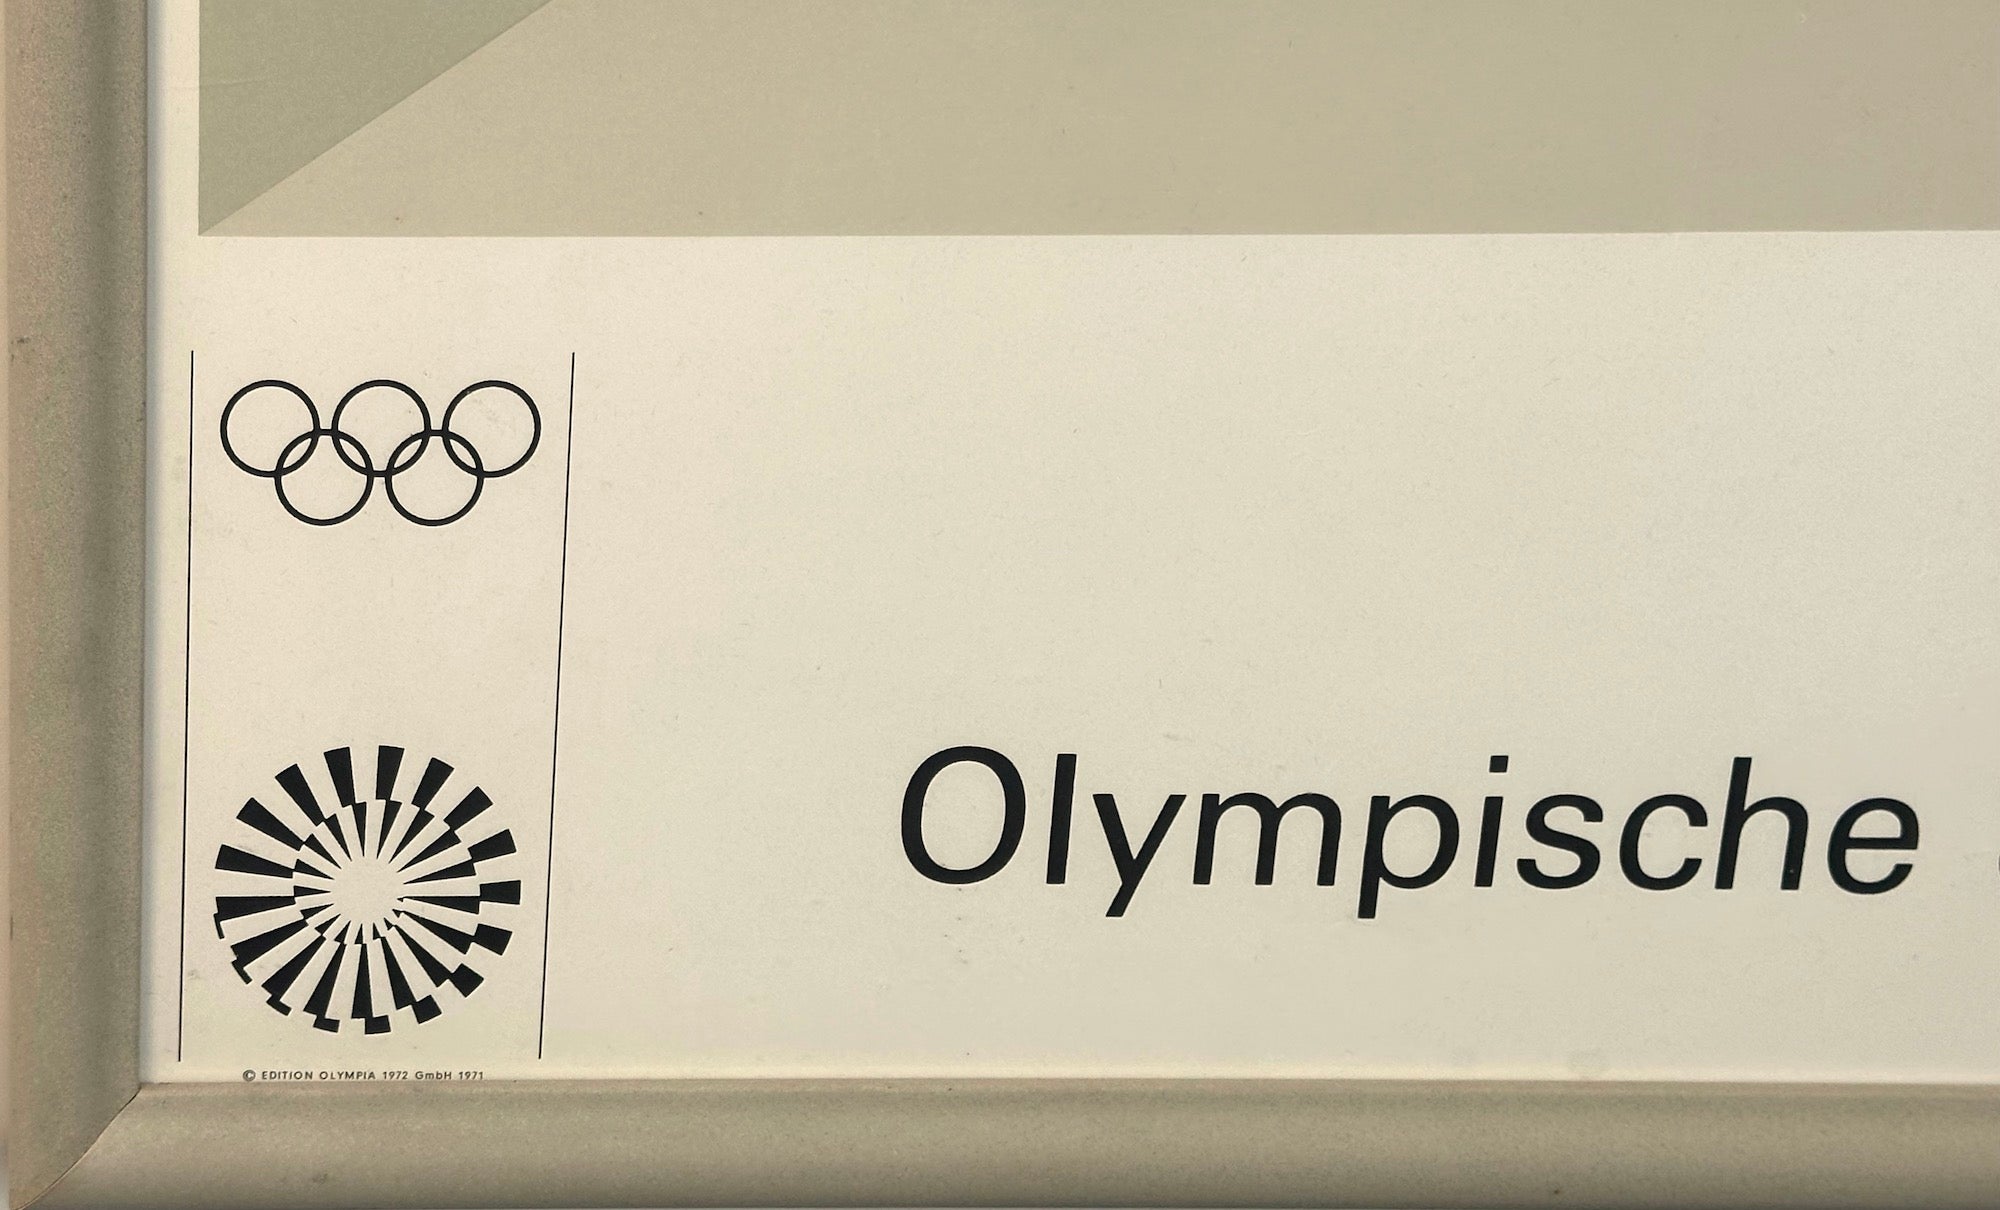 Olympische
© EDITION OLYMPIA 1972 GmbH 1971